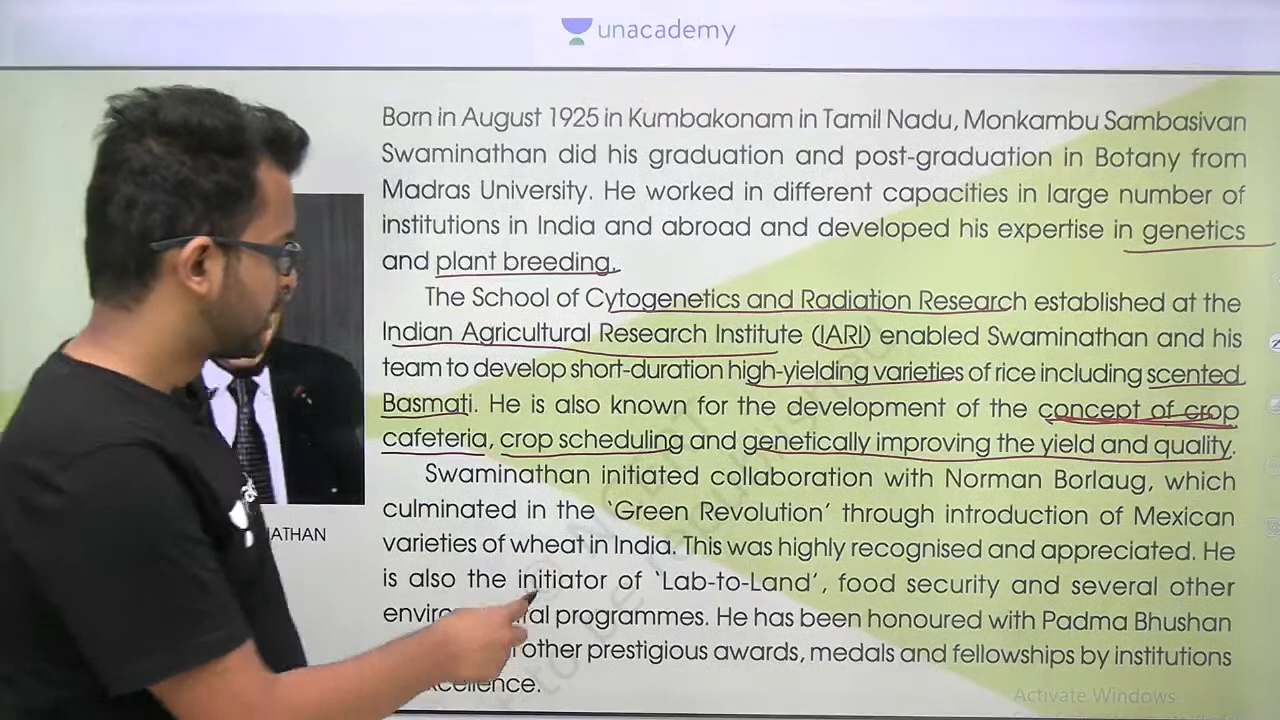 unacademy
Born in August 1925 in Kumbakonam in Tamil Nadu, Monkambu Sambasivan
Swaminathan did his graduation and post-graduation in Botany from
Madras University. He worked in different capacities in large number of
institutions in India and abroad and developed his expertise in genetics
and plant breeding.
The School of Cytogenetics and Radiation Research established at the
Indian Agricultural Research Institute (IARI) enabled Swaminathan and his
team to develop short-duration high-yielding varieties of rice including scented
Basmati. He is also known for the development of the concept of crop
cafeteria, crop scheduling and genetically improving the yield and quality.
Swaminathan initiated collaboration with Norman Borlaug, which
culminated in the ‘Green Revolution’ through introduction of Mexican
varieties of wheat in India. This was highly recognised and appreciated. He
ATHAN
is also the initiator of ‘Lab-to-Land’, food security and several other
programmes. He has been honoured with Padma Bhushan
other prestigious awards, medals and fellowships by institutions
Activate Windows